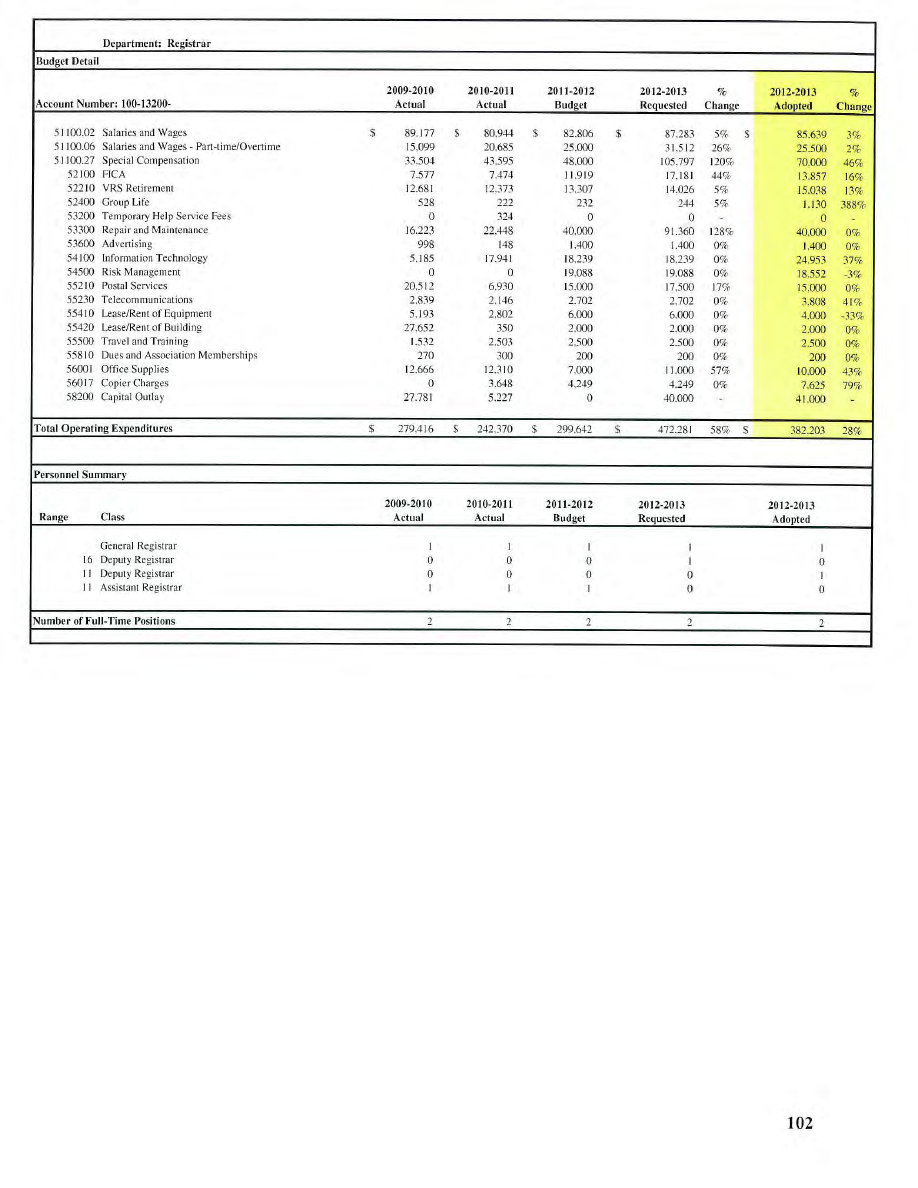 Department: Registrar
Budget Detail
2009-2010 2010-2011 2011-2012 2012-2013 % 2012-2013 %
Account Number: 100-13200- Actual Actual Budget Requested Change Adopted Change
51100.02 Salaries and Wages $ 89,177 $ 80,944 $ 82,806 $ 87,283 5% $ 85,639 3%
51100.06 Salaries and Wages - Part-time/Overtime 15,099 20,685 25,000 31,512 26% 25,500 2%
51100.27 Special Compensation 33,504 43,595 48,000 105,797 120% 70,000 46%
52100 FICA 7,577 7,474 11,919 17,181 44% 13,857 16%
52210 VRS Retirement 12,681 12,373 13,307 14,026 5% 15,038 13%
52400 Group Life 528 222 232 244 5% 1,130 388%
53200 Temporary Help Service Fees 0 324 0 0 - 0 -
53300 Repair and Maintenance 16,223 22,448 40,000 91,360 128% 40,000 0%
53600 Advertising 998 148 1,400 1,400 0% 1,400 0%
54100 Information Technology 5,185 17,941 18,239 18,239 0% 24,953 37%
54500 Risk Management 0 0 19,088 19,088 0% 18,552 -3%
55210 Postal Services 20,512 6,930 15,000 17,500 17% 15,000 0%
55230 Telecommunications 2,839 2,146 2,702 2,702 0% 3,808 41%
55410 Lease/Rent of Equipment 5,193 2,802 6,000 6,000 0% 4,000 -33%
55420 Lease/Rent of Building 27,652 350 2,000 2,000 0% 2,000 0%
55500 Travel and Training 1,532 2,503 2,500 2,500 0% 2,500 0%
55810 Dues and Association Memberships 270 300 200 200 0% 200 0%
56001 Office Supplies 12,666 12,310 7,000 11,000 57% 10,000 43%
56017 Copier Charges 0 3,648 4,249 4,249 0% 7,625 79%
58200 Capital Outlay 27,781 5,227 0 40,000 - 41,000 -
Total Operating Expenditures $ 279,416 $ 242,370 $ 299,642 $ 472,281 58% $ 382,203 28%
Personnel Summary
2009-2010 2010-2011 2011-2012 2012-2013 2012-2013
Range Class Actual Actual Budget Requested Adopted
General Registrar 1 1 1 1 1
16 Deputy Registrar 0 0 0 1 0
11 Deputy Registrar 0 0 0 0 1
11 Assistant Registrar 1 1 1 0 0
Number of Full-Time Positions 2 2 2 2 2
102